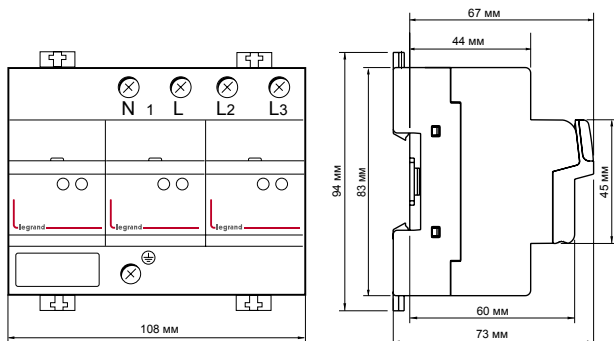 67 мм
44 мм
N 1 L L2 L3
94 мм
83 мм
45 мм
legrand legrand legrand
60 мм
108 мм
73 мм